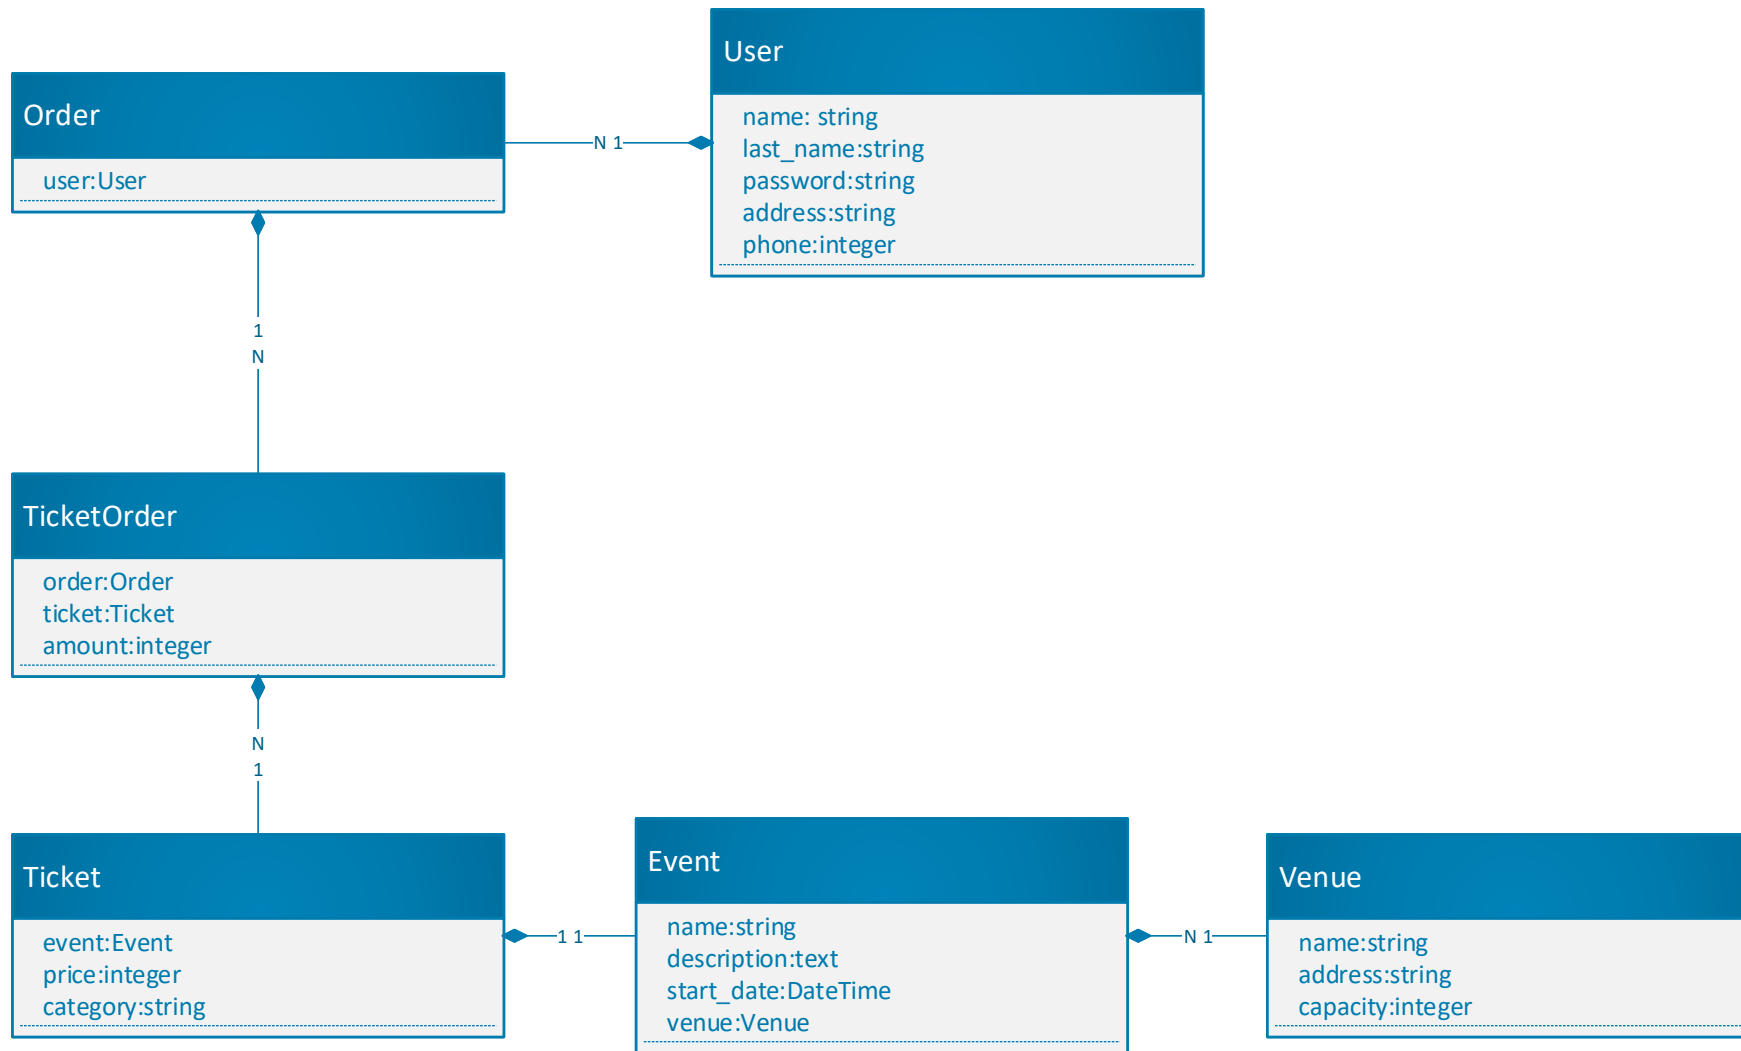 User
name: string
last_name:string
password:string
address:string
phone:integer
Order
user:User
N 1
1
N
TicketOrder
order:Order
ticket:Ticket
amount:integer
N
1
Ticket
event:Event
price:integer
category:string
1 1
Event
name:string
description:text
start_date:DateTime
venue:Venue
N 1
Venue
name:string
address:string
capacity:integer